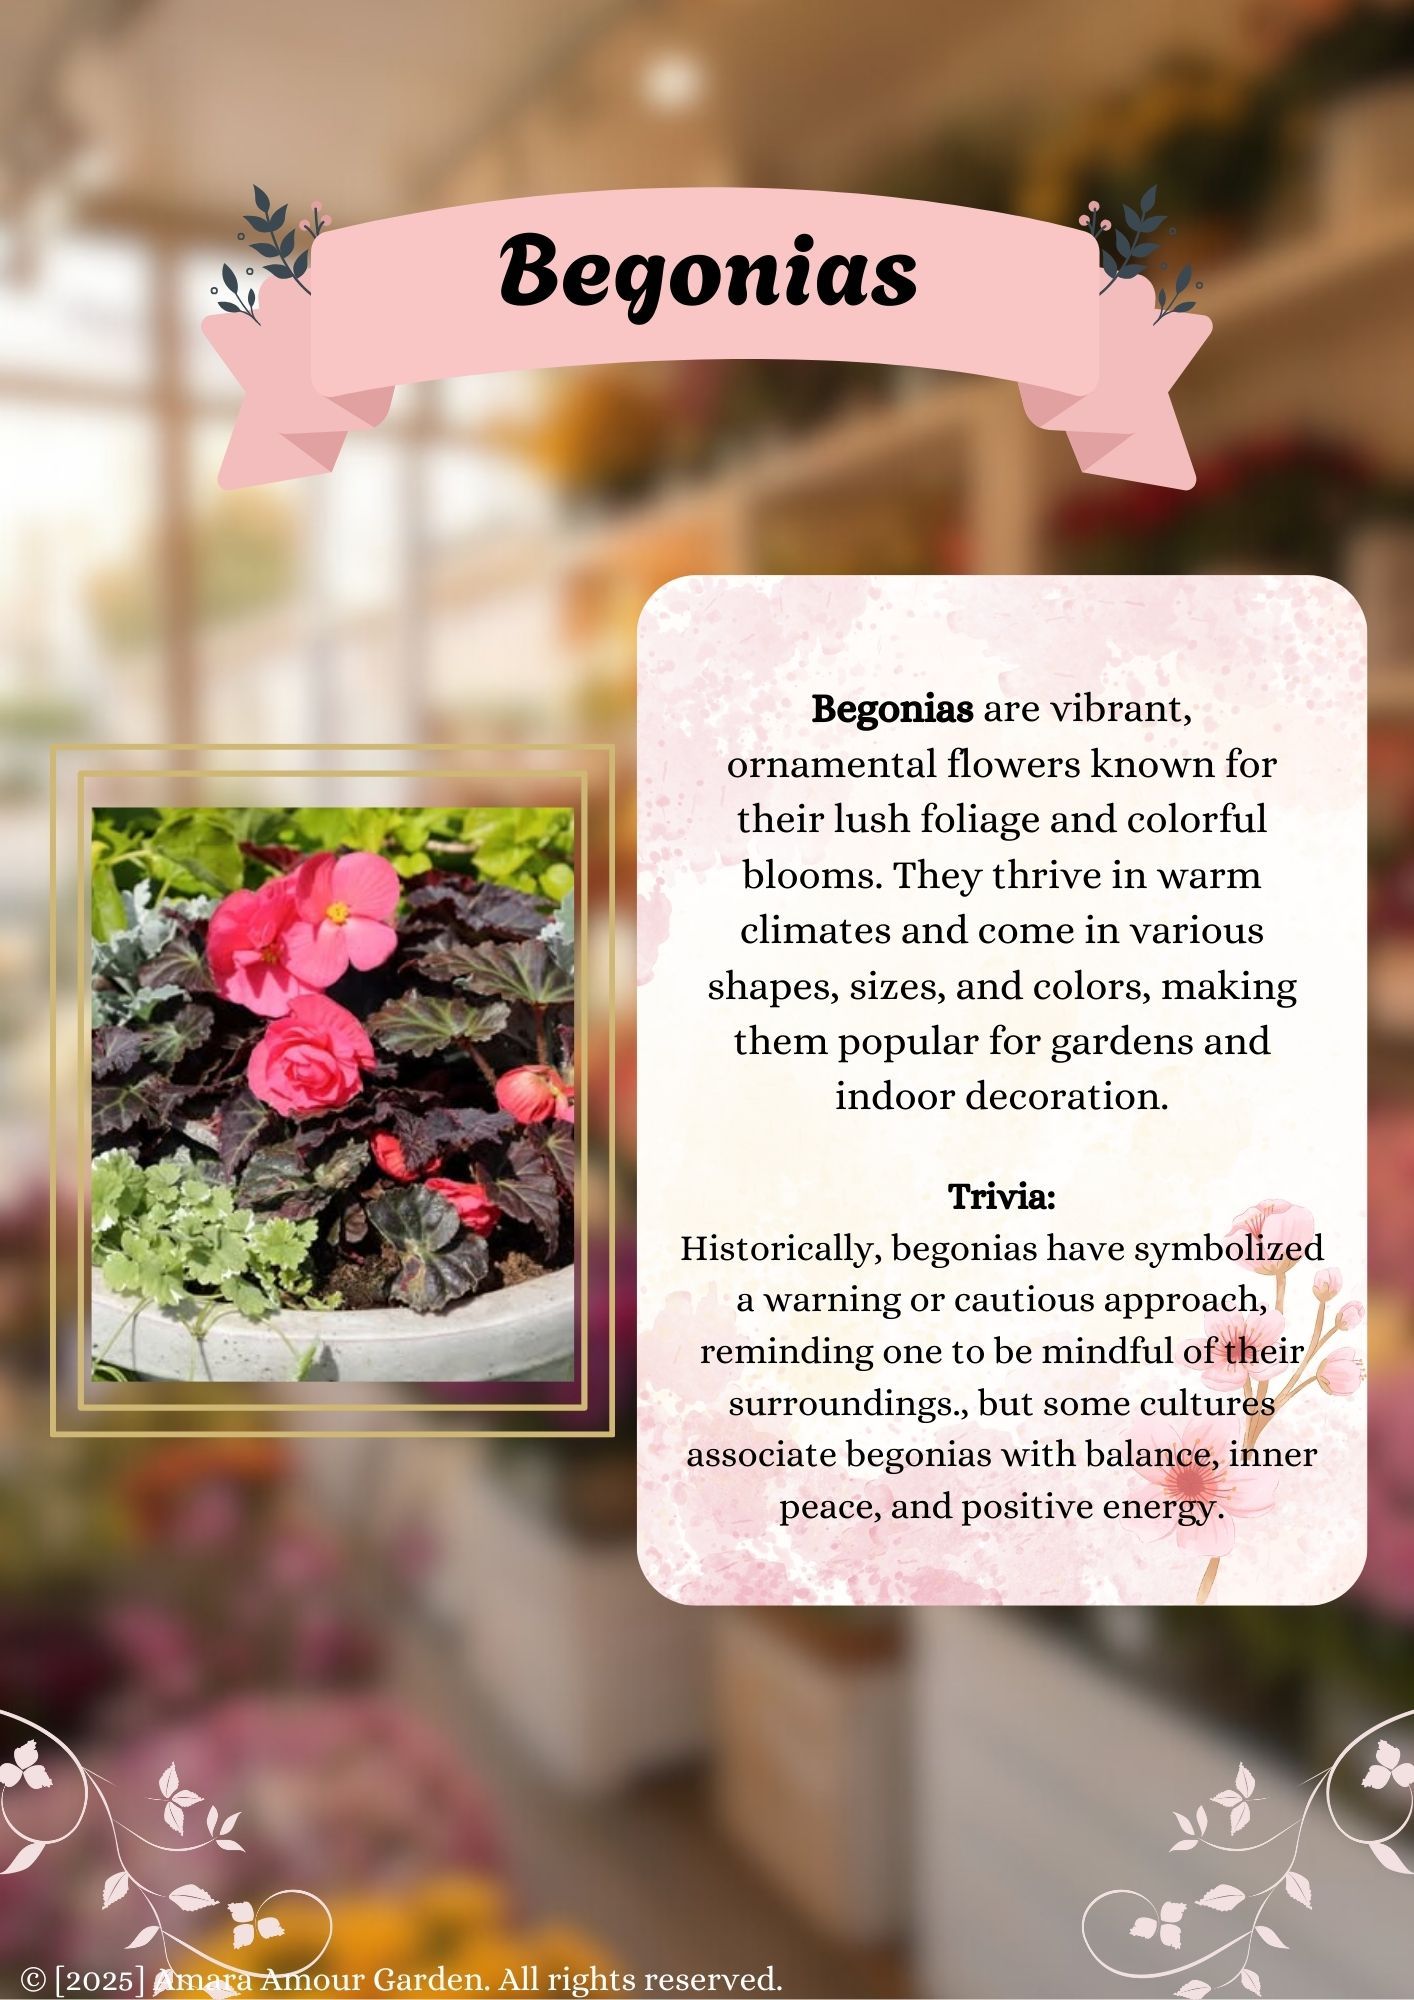 Begonias
Begonias are vibrant,
ornamental flowers known for
their lush foliage and colorful
blooms. They thrive in warm
climates and come in various
shapes, sizes, and colors, making
them popular for gardens and
indoor decoration.
Trivia:
Historically, begonias have symbolized
a warning or cautious approach,
reminding one to be mindful of their
surroundings., but some cultures
associate begonias with balance, inner
peace, and positive energy.
© [2025] Amara Amour Garden. All rights reserved.